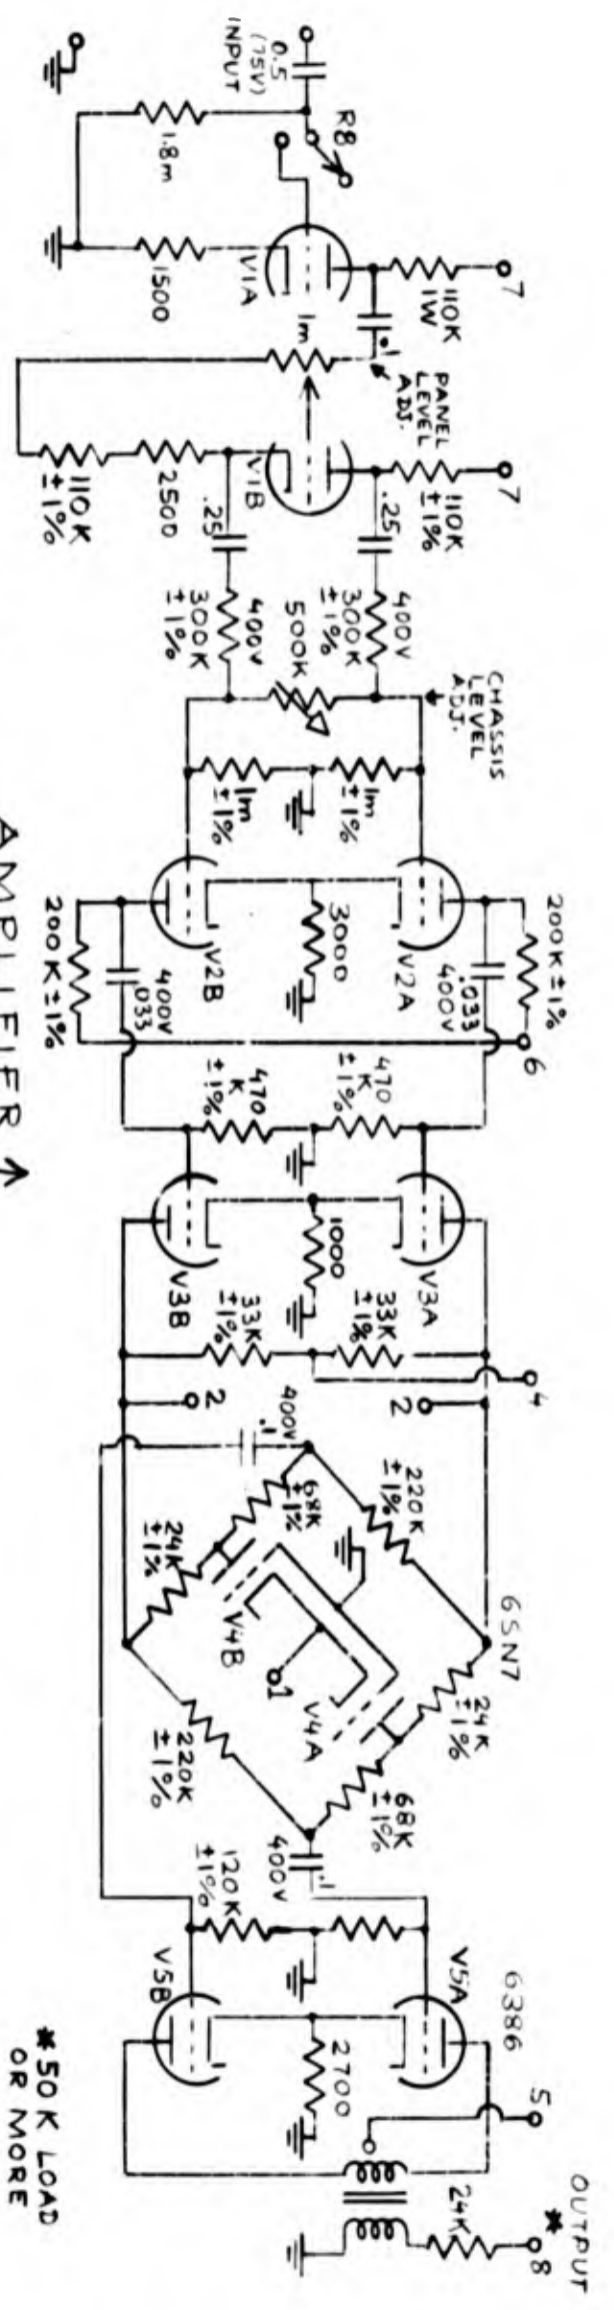 0.5
(75V)
INPUT
R8
1.8m
1500
V1A
110K
1W
7
.1
PANEL
LEVEL
ADJ.
1m
V1B
110K
±1%
7
2500
110K
±1%
.25
400V
300K
±1%
.25
400V
300K
±1%
500K
CHASSIS
LEVEL
ADJ.
1m
±1%
1m
±1%
V2A
V2B
3000
200K±1%
.033
400V
6
200K±1%
400V
.033
470
K
±1%
470
K
±1%
V3A
V3B
1000
33K
±1%
33K
±1%
4
2
2
400V
.1
68K
±1%
220K
±1%
24K
±1%
V4B
1
V4A
6SN7
24K
±1%
68K
±1%
220K
±1%
.1
400V
120K
±1%
V5A
V5B
6386
2700
5
24K
OUTPUT
*
8
AMPLIFIER ↑
*50K LOAD
OR MORE